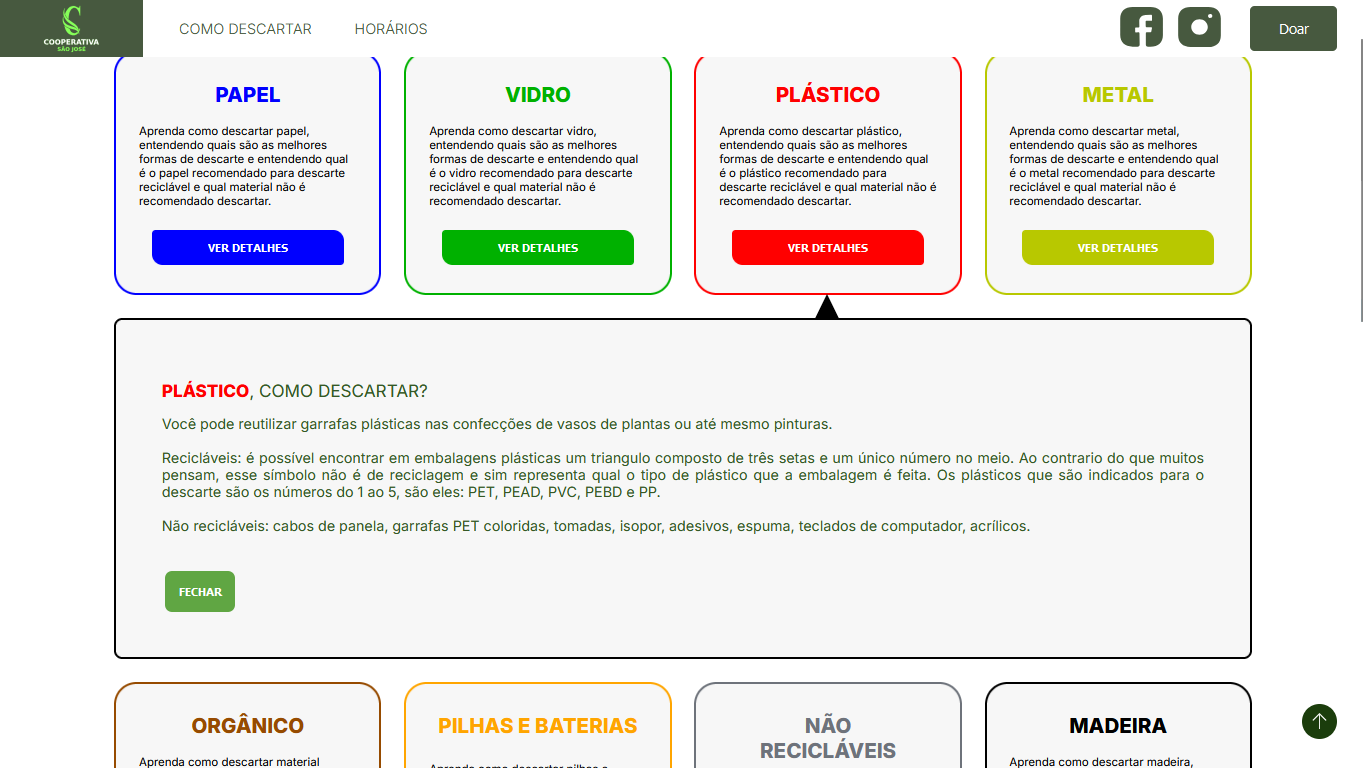 COOPERATIVA
SÃO JOSÉ
COMO DESCARTAR
HORÁRIOS
Doar
PAPEL
Aprenda como descartar papel,
entendendo quais são as melhores
formas de descarte e entendendo qual
é o papel recomendado para descarte
reciclável e qual material não é
recomendado descartar.
VER DETALHES
VIDRO
Aprenda como descartar vidro,
entendendo quais são as melhores
formas de descarte e entendendo qual
é o vidro recomendado para descarte
reciclável e qual material não é
recomendado descartar.
VER DETALHES
PLÁSTICO
Aprenda como descartar plástico,
entendendo quais são as melhores
formas de descarte e entendendo qual
é o plástico recomendado para
descarte reciclável e qual material não é
recomendado descartar.
VER DETALHES
METAL
Aprenda como descartar metal,
entendendo quais são as melhores
formas de descarte e entendendo qual
é o metal recomendado para descarte
reciclável e qual material não é
recomendado descartar.
VER DETALHES
PLÁSTICO, COMO DESCARTAR?
Você pode reutilizar garrafas plásticas nas confecções de vasos de plantas ou até mesmo pinturas.
Recicláveis: é possível encontrar em embalagens plásticas um triangulo composto de três setas e um único número no meio. Ao contrario do que muitos
pensam, esse símbolo não é de reciclagem e sim representa qual o tipo de plástico que a embalagem é feita. Os plásticos que são indicados para o
descarte são os números do 1 ao 5, são eles: PET, PEAD, PVC, PEBD e PP.
Não recicláveis: cabos de panela, garrafas PET coloridas, tomadas, isopor, adesivos, espuma, teclados de computador, acrílicos.
FECHAR
ORGÂNICO
Aprenda como descartar material
PILHAS E BATERIAS
Aprenda como descartar pilhas e
NÃO
RECICLÁVEIS
MADEIRA
Aprenda como descartar madeira,